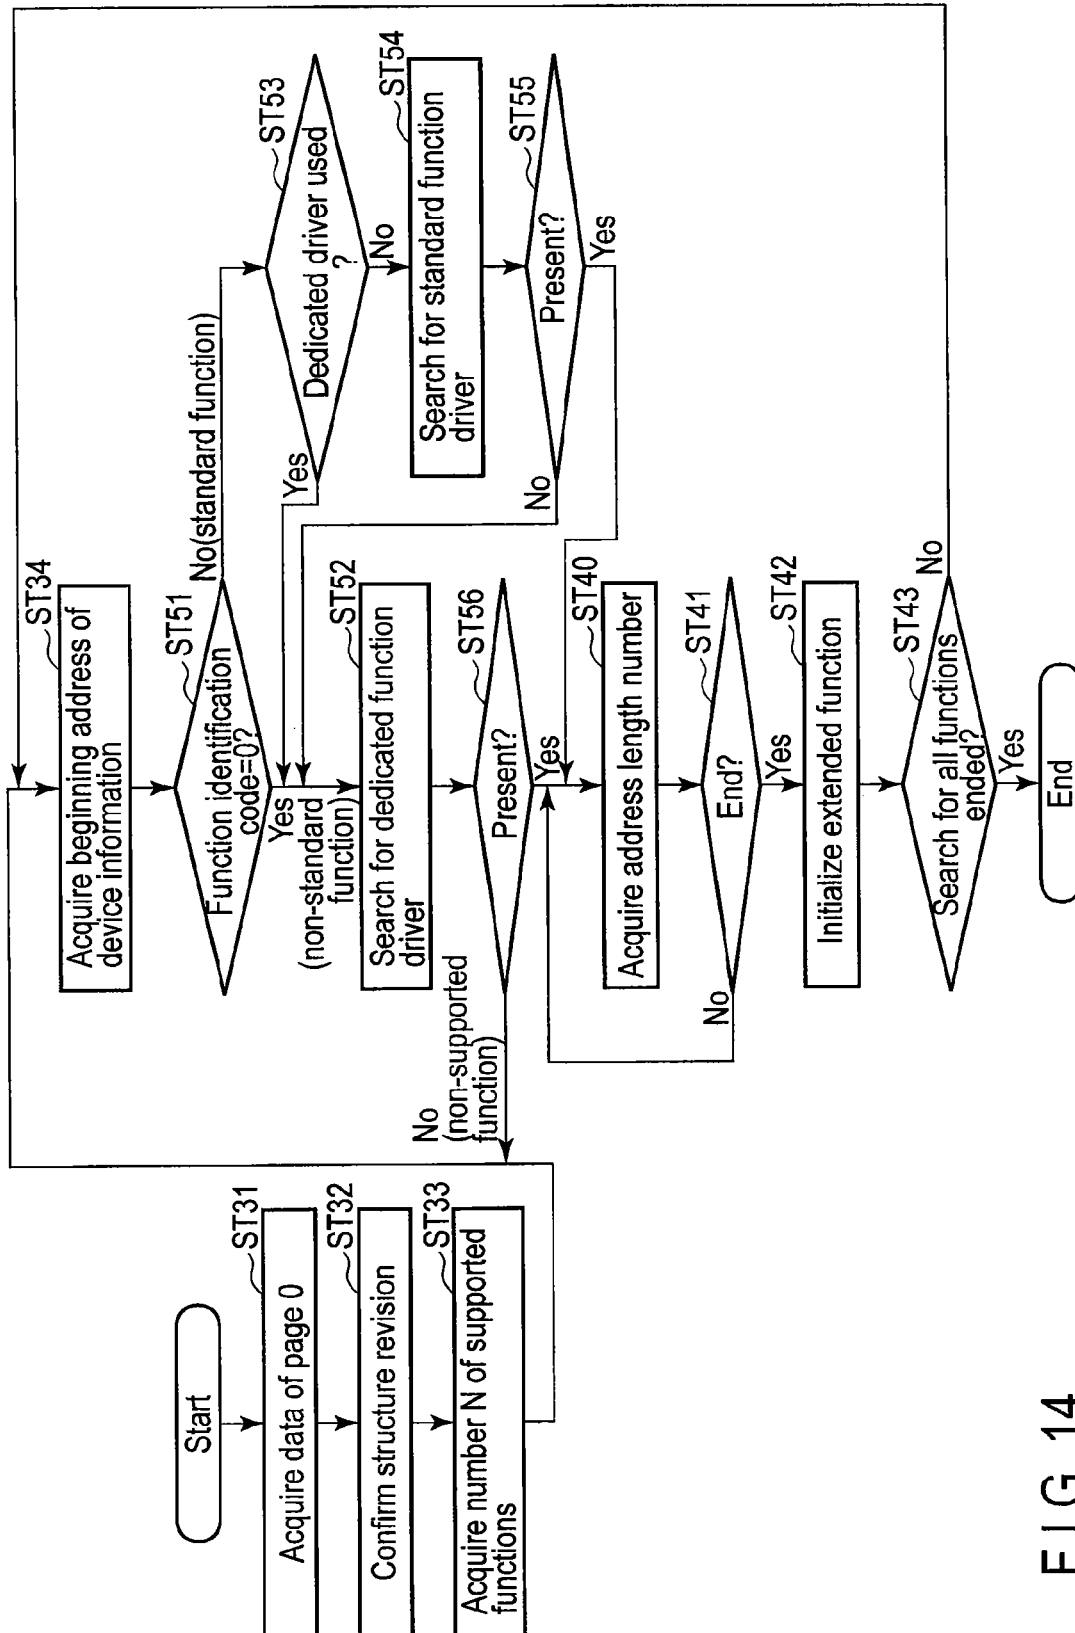 Start
ST31
Acquire data of page 0
ST32
Confirm structure revision
ST33
Acquire number N of supported
functions
ST34
Acquire beginning address of
device information
ST51
Function identification
code=0?
No(standard function)
Yes
(non-standard
function)
ST53
Dedicated driver used
?
Yes
No
ST54
Search for standard function
driver
ST55
Present?
No
Yes
ST52
Search for dedicated function
driver
ST56
Present?
No
(non-supported
function)
Yes
ST40
Acquire address length number
ST41
End?
No
Yes
ST42
Initialize extended function
ST43
Search for all functions
ended?
No
Yes
End
FIG. 14